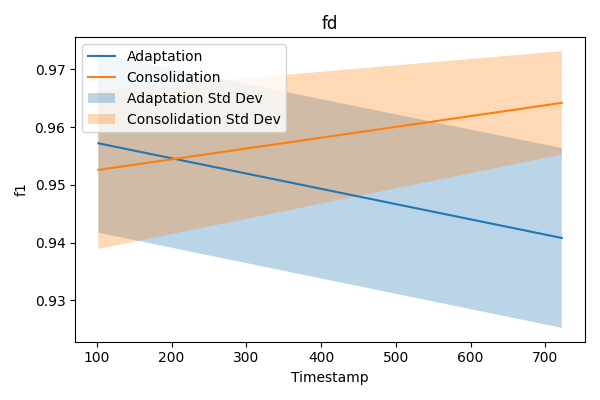 fd
Adaptation
Consolidation
Adaptation Std Dev
Consolidation Std Dev
0.97
0.96
0.95
0.94
0.93
f1
100 200 300 400 500 600 700
Timestamp